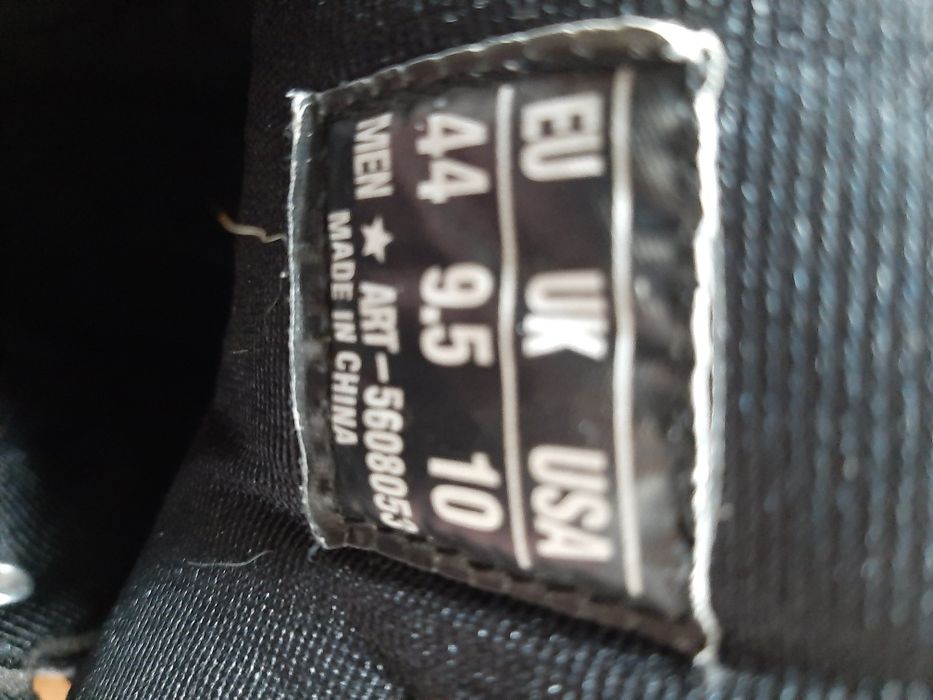 EU UK USA
44 9.5 10
MEN ★ ART-5608053
MADE IN CHINA